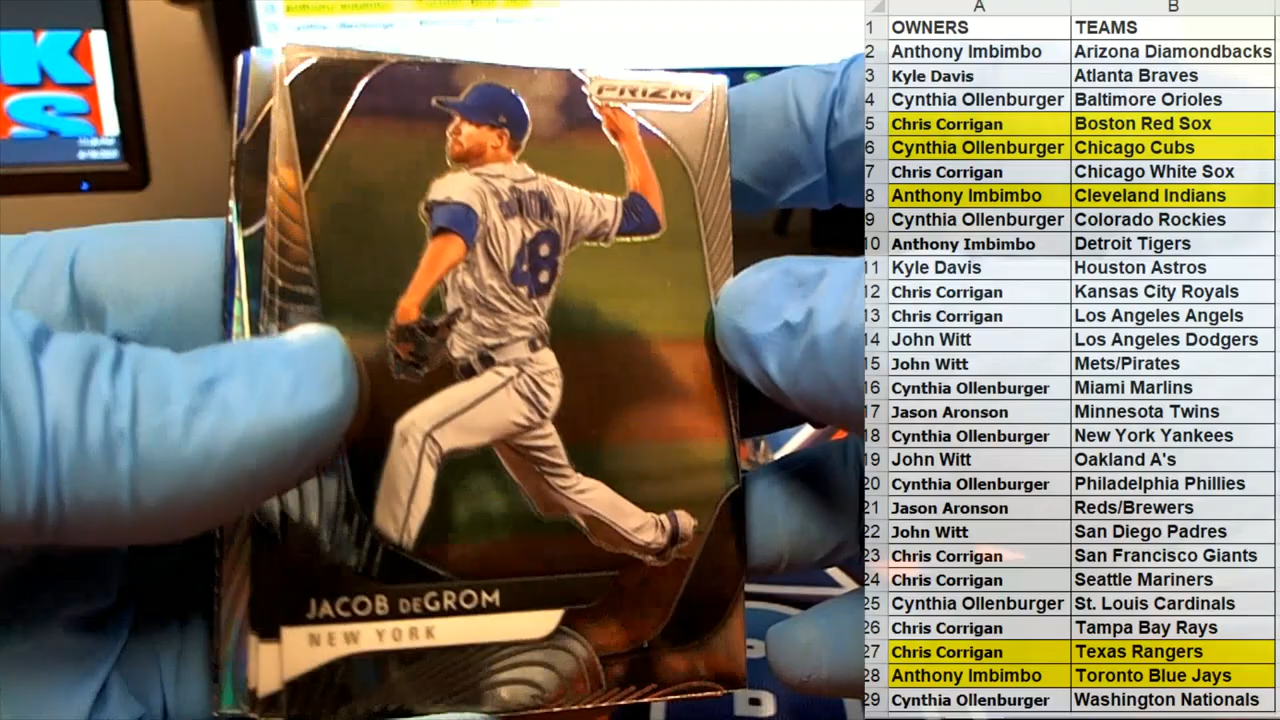 PRIZM
48
JACOB DEGROM
NEW YORK
K
S
A B
1 OWNERS TEAMS
2 Anthony Imbimbo Arizona Diamondbacks
3 Kyle Davis Atlanta Braves
4 Cynthia Ollenburger Baltimore Orioles
5 Chris Corrigan Boston Red Sox
6 Cynthia Ollenburger Chicago Cubs
7 Chris Corrigan Chicago White Sox
8 Anthony Imbimbo Cleveland Indians
9 Cynthia Ollenburger Colorado Rockies
10 Anthony Imbimbo Detroit Tigers
11 Kyle Davis Houston Astros
12 Chris Corrigan Kansas City Royals
13 Chris Corrigan Los Angeles Angels
14 John Witt Los Angeles Dodgers
15 John Witt Mets/Pirates
16 Cynthia Ollenburger Miami Marlins
17 Jason Aronson Minnesota Twins
18 Cynthia Ollenburger New York Yankees
19 John Witt Oakland A's
20 Cynthia Ollenburger Philadelphia Phillies
21 Jason Aronson Reds/Brewers
22 John Witt San Diego Padres
23 Chris Corrigan San Francisco Giants
24 Chris Corrigan Seattle Mariners
25 Cynthia Ollenburger St. Louis Cardinals
26 Chris Corrigan Tampa Bay Rays
27 Chris Corrigan Texas Rangers
28 Anthony Imbimbo Toronto Blue Jays
29 Cynthia Ollenburger Washington Nationals